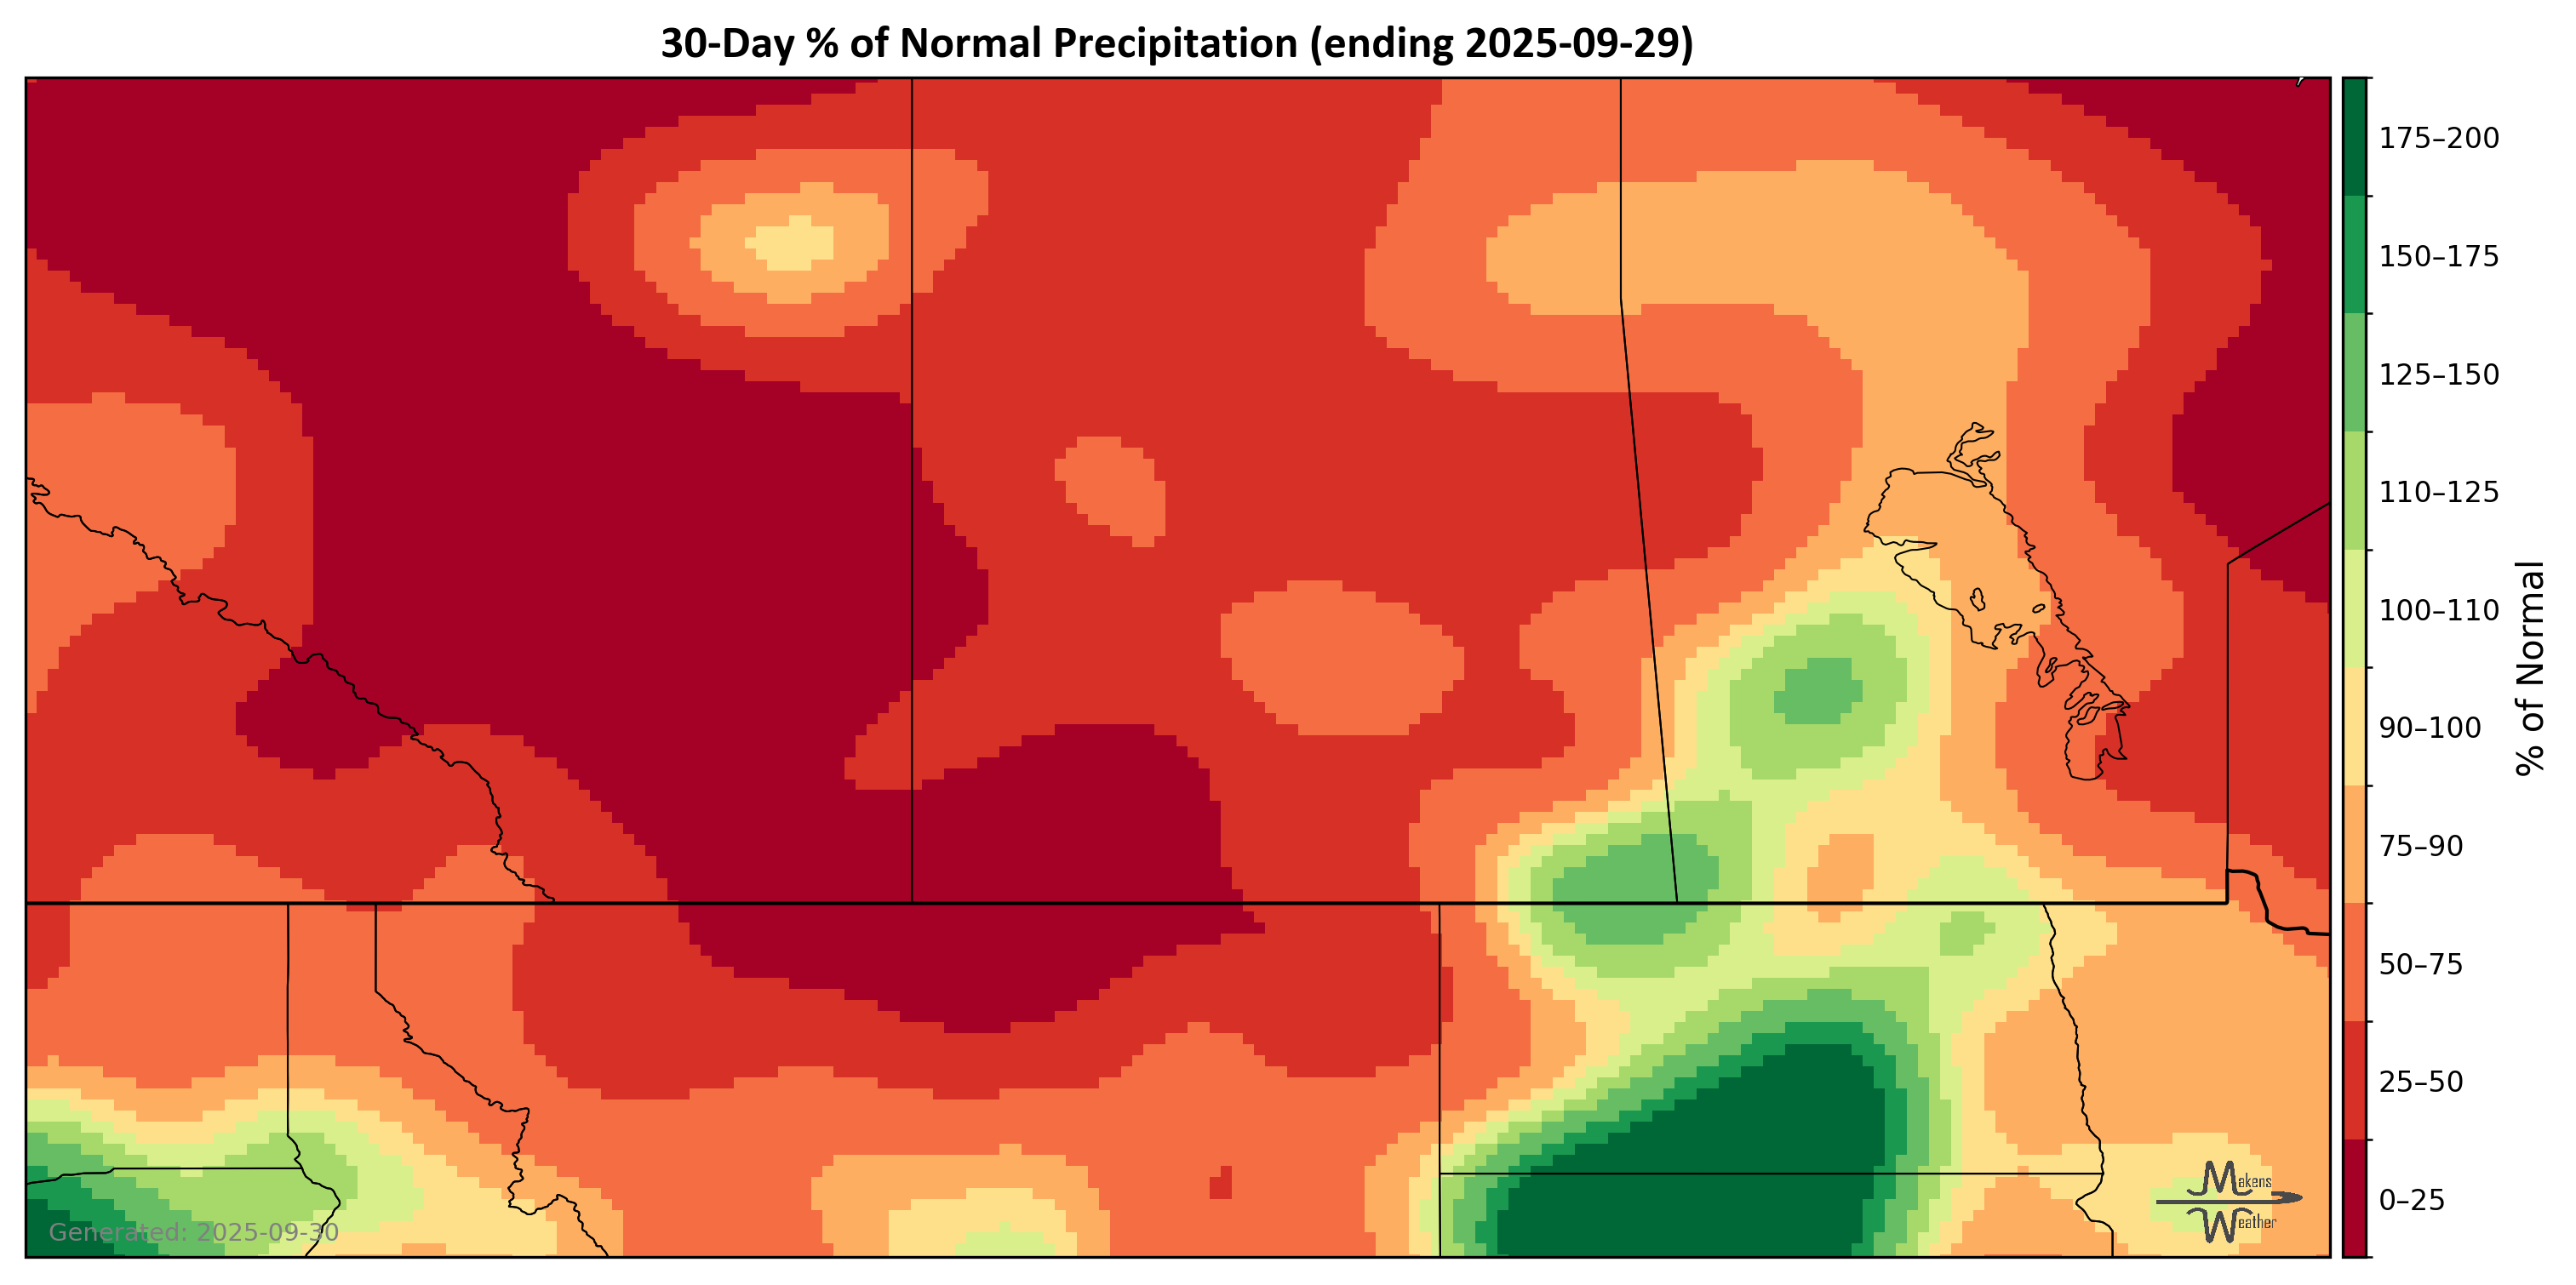 30-Day % of Normal Precipitation (ending 2025-09-29)
175–200
150–175
125–150
110–125
100–110
90–100
75–90
50–75
25–50
0–25
% of Normal
Makens
Weather
Generated: 2025-09-30